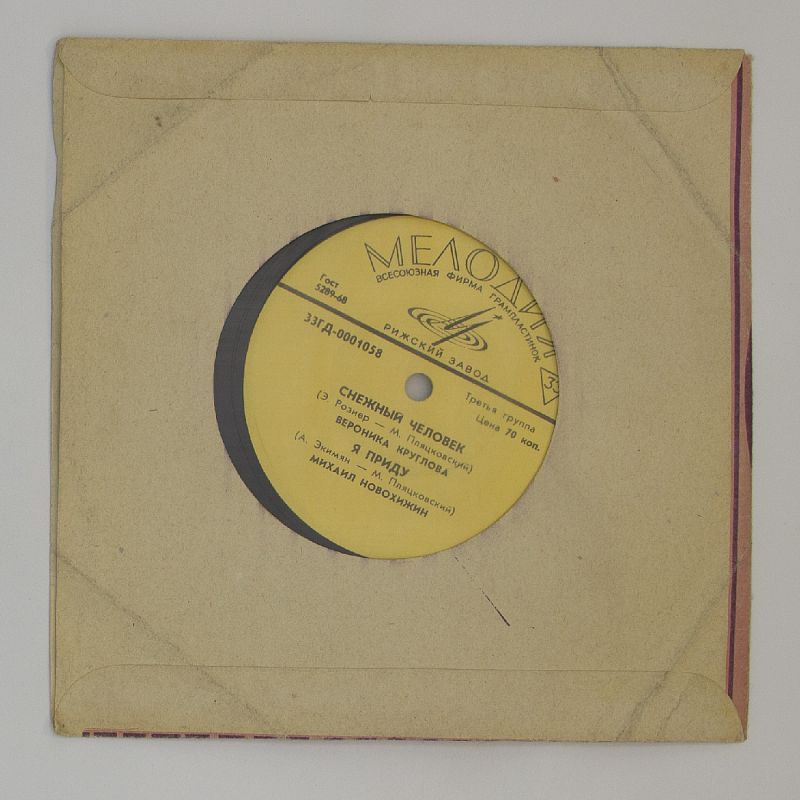 МЕЛОДИЯ
ВСЕСОЮЗНАЯ ФИРМА ГРАМПЛАСТИНОК
РИЖСКИЙ ЗАВОД
Гост
5289-68
33
33ГД-0001058
Третья группа
Цена 70 коп.
СНЕЖНЫЙ ЧЕЛОВЕК
(Э. Рознер — М. Пляцковский)
ВЕРОНИКА КРУГЛОВА
Я ПРИДУ
(А. Экимян — М. Пляцковский)
МИХАИЛ НОВОХИЖИН